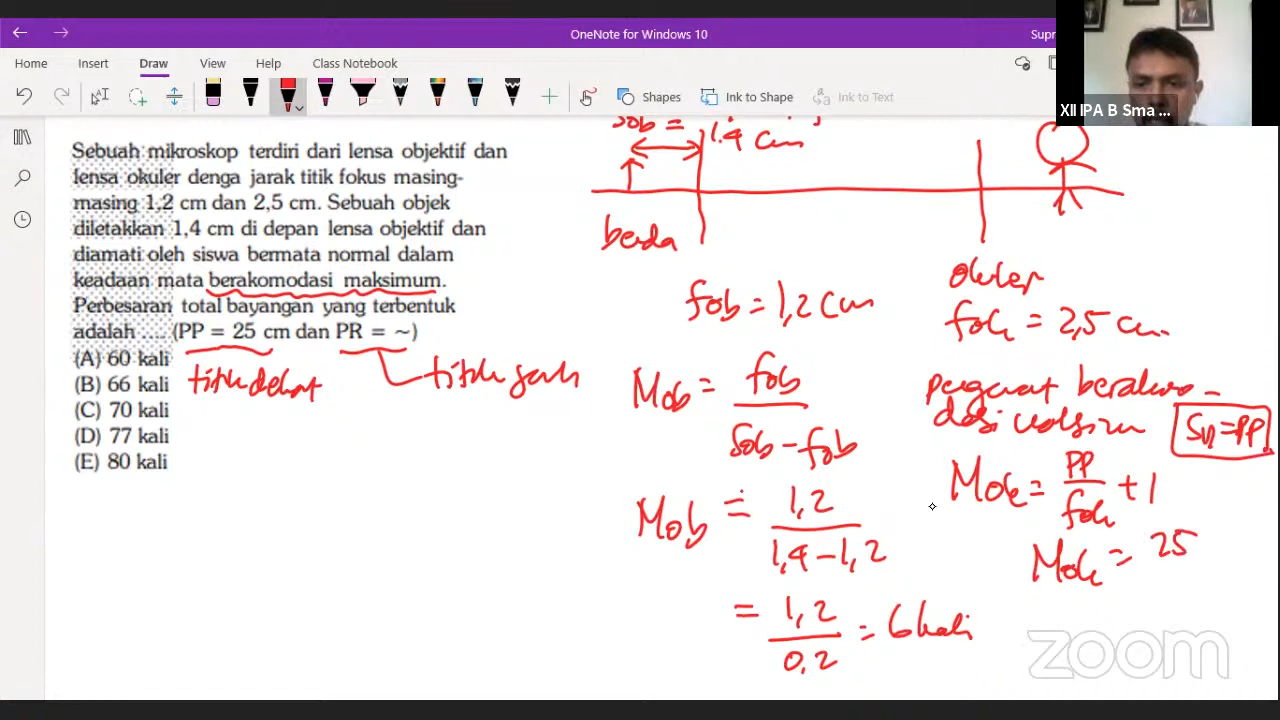 OneNote for Windows 10
Supr
Home Insert Draw View Help Class Notebook
Shapes Ink to Shape Ink to Text
XII IPA B Sma ...
Sebuah mikroskop terdiri dari lensa objektif dan
lensa okuler denga jarak titik fokus masing-
masing 1,2 cm dan 2,5 cm. Sebuah objek
diletakkan 1,4 cm di depan lensa objektif dan
diamati oleh siswa bermata normal dalam
keadaan mata berakomodasi maksimum.
Perbesaran total bayangan yang terbentuk
adalah .... (PP = 25 cm dan PR = ~)
(A) 60 kali
(B) 66 kali
(C) 70 kali
(D) 77 kali
(E) 80 kali
titik dekat
titik jauh
Sob =
1.4 cm
benda
fob = 1,2 cm
Mob = fob
Sob - fob
Mob = 1,2
1,4 - 1,2
= 1,2
0,2
= 6 kali
okuler
fok = 2,5 cm
Sn = PP
Mok = PP
fok
+ 1
Mok = 25
zoom